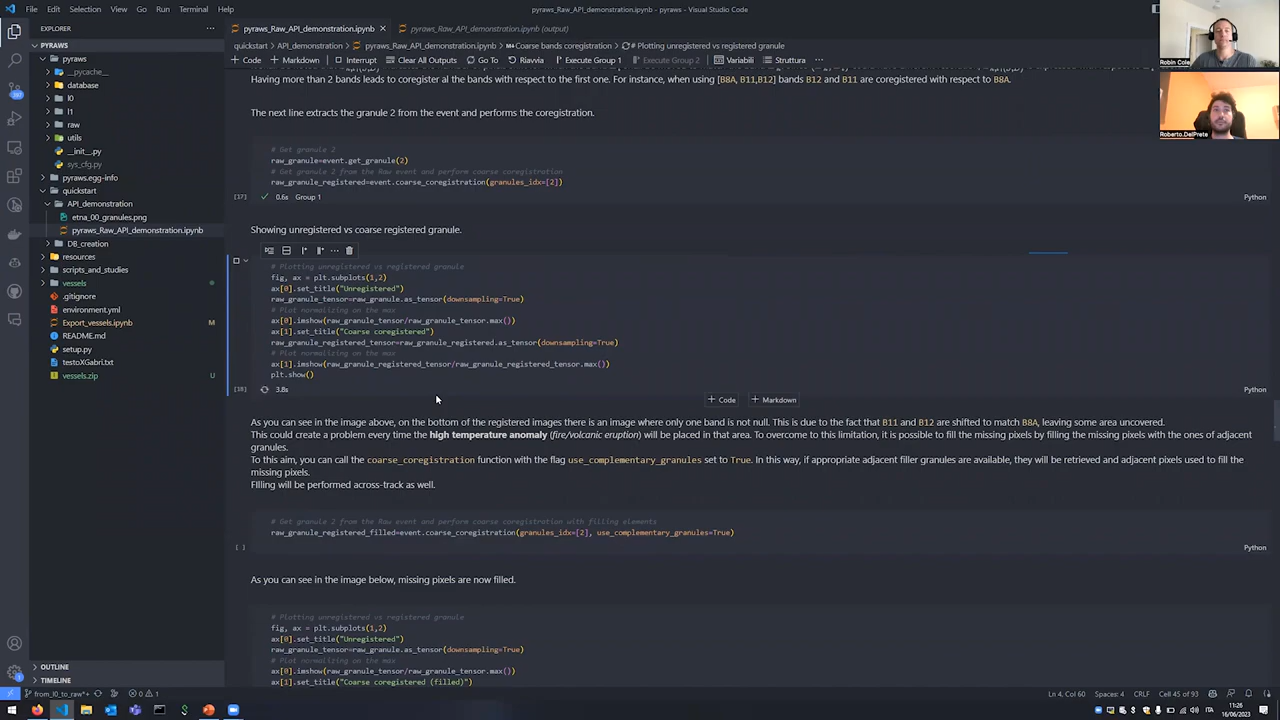 File Edit Selection View Go Run Terminal Help
pyraws_Raw_API_demonstration.ipynb - pyraws - Visual Studio Code
EXPLORER
PYRAWS
pyraws
__pycache__
database
l0
l1
raw
utils
__init__.py
sys_cfg.py
pyraws.egg-info
quickstart
API_demonstration
etna_00_granules.png
pyraws_Raw_API_demonstration.ipynb
DB_creation
resources
scripts_and_studies
vessels
.gitignore
environment.yml
Export_vessels.ipynb M
README.md
setup.py
testoXGabri.txt
vessels.zip U
OUTLINE
TIMELINE
pyraws_Raw_API_demonstration.ipynb
pyraws_Raw_API_demonstration.ipynb (output)
quickstart > API_demonstration > pyraws_Raw_API_demonstration.ipynb > Coarse bands coregistration > # Plotting unregistered vs registered granule
+ Code + Markdown Interrupt Clear All Outputs Go To Riavvia Execute Group 1 Execute Group 2 Variabili Struttura ...
Having more than 2 bands leads to coregister al the bands with respect to the first one. For instance, when using [B8A, B11,B12] bands B12 and B11 are coregistered with respect to B8A.
The next line extracts the granule 2 from the event and performs the coregistration.
# Get granule 2
raw_granule=event.get_granule(2)
# Get granule 2 from the Raw event and perform coarse coregistration
raw_granule_registered=event.coarse_coregistration(granules_idx=[2])
[17] 0.6s Group 1 Python
Showing unregistered vs coarse registered granule.
# Plotting unregistered vs registered granule
fig, ax = plt.subplots(1,2)
ax[0].set_title("Unregistered")
raw_granule_tensor=raw_granule.as_tensor(downsampling=True)
# Plot normalizing on the max
ax[0].imshow(raw_granule_tensor/raw_granule_tensor.max())
ax[1].set_title("Coarse coregistered")
raw_granule_registered_tensor=raw_granule_registered.as_tensor(downsampling=True)
# Plot normalizing on the max
ax[1].imshow(raw_granule_registered_tensor/raw_granule_registered_tensor.max())
plt.show()
[18] 3.8s Python
+ Code + Markdown
As you can see in the image above, on the bottom of the registered images there is an image where only one band is not null. This is due to the fact that B11 and B12 are shifted to match B8A, leaving some area uncovered.
This could create a problem every time the high temperature anomaly (fire/volcanic eruption) will be placed in that area. To overcome to this limitation, it is possible to fill the missing pixels by filling the missing pixels with the ones of adjacent
granules.
To this aim, you can call the coarse_coregistration function with the flag use_complementary_granules set to True. In this way, if appropriate adjacent filler granules are available, they will be retrieved and adjacent pixels used to fill the
missing pixels.
FIlling will be performed across-track as well.
# Get granule 2 from the Raw event and perform coarse coregistration with filling elements
raw_granule_registered_filled=event.coarse_coregistration(granules_idx=[2], use_complementary_granules=True)
[ ] Python
As you can see in the image below, missing pixels are now filled.
# Plotting unregistered vs registered granule
fig, ax = plt.subplots(1,2)
ax[0].set_title("Unregistered")
raw_granule_tensor=raw_granule.as_tensor(downsampling=True)
# Plot normalizing on the max
ax[0].imshow(raw_granule_tensor/raw_granule_tensor.max())
ax[1].set_title("Coarse coregistered (filled)")
Robin Cole
Roberto.DelPrete
from_l0_to_raw*+ 0 1
Ln 4, Col 60 Spaces: 4 CRLF Cell 45 of 93
ITA
11:26
16/06/2023